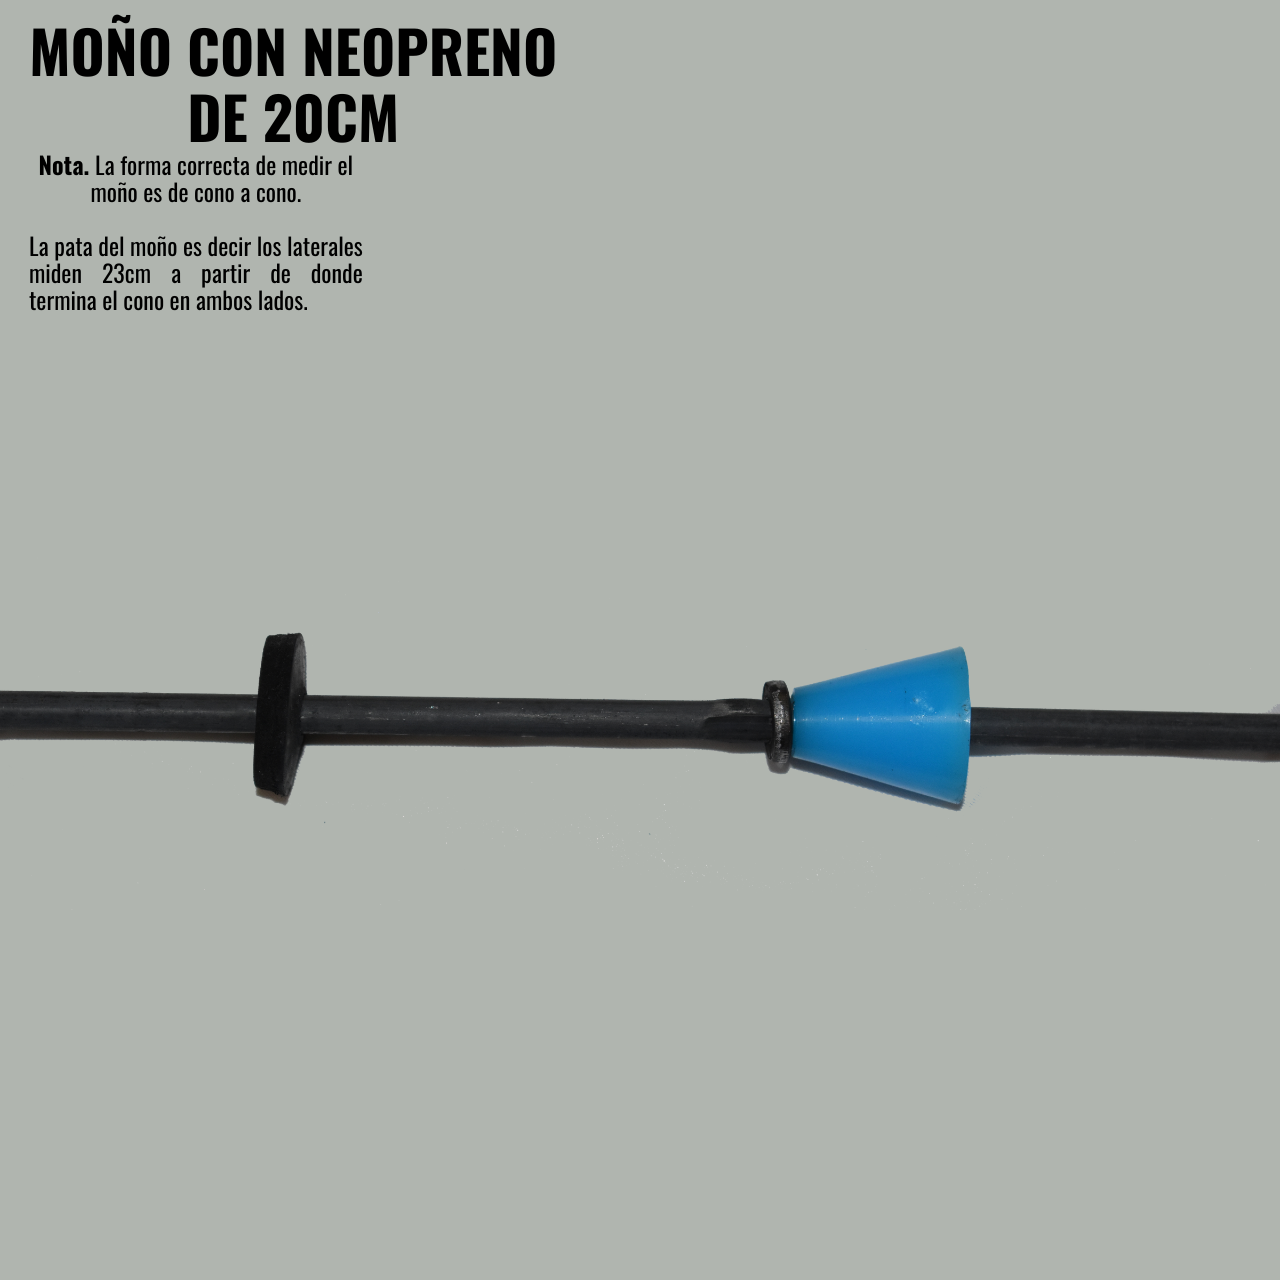 MOÑO CON NEOPRENO
DE 20CM
Nota. La forma correcta de medir el
moño es de cono a cono.
La pata del moño es decir los laterales
miden 23cm a partir de donde
termina el cono en ambos lados.